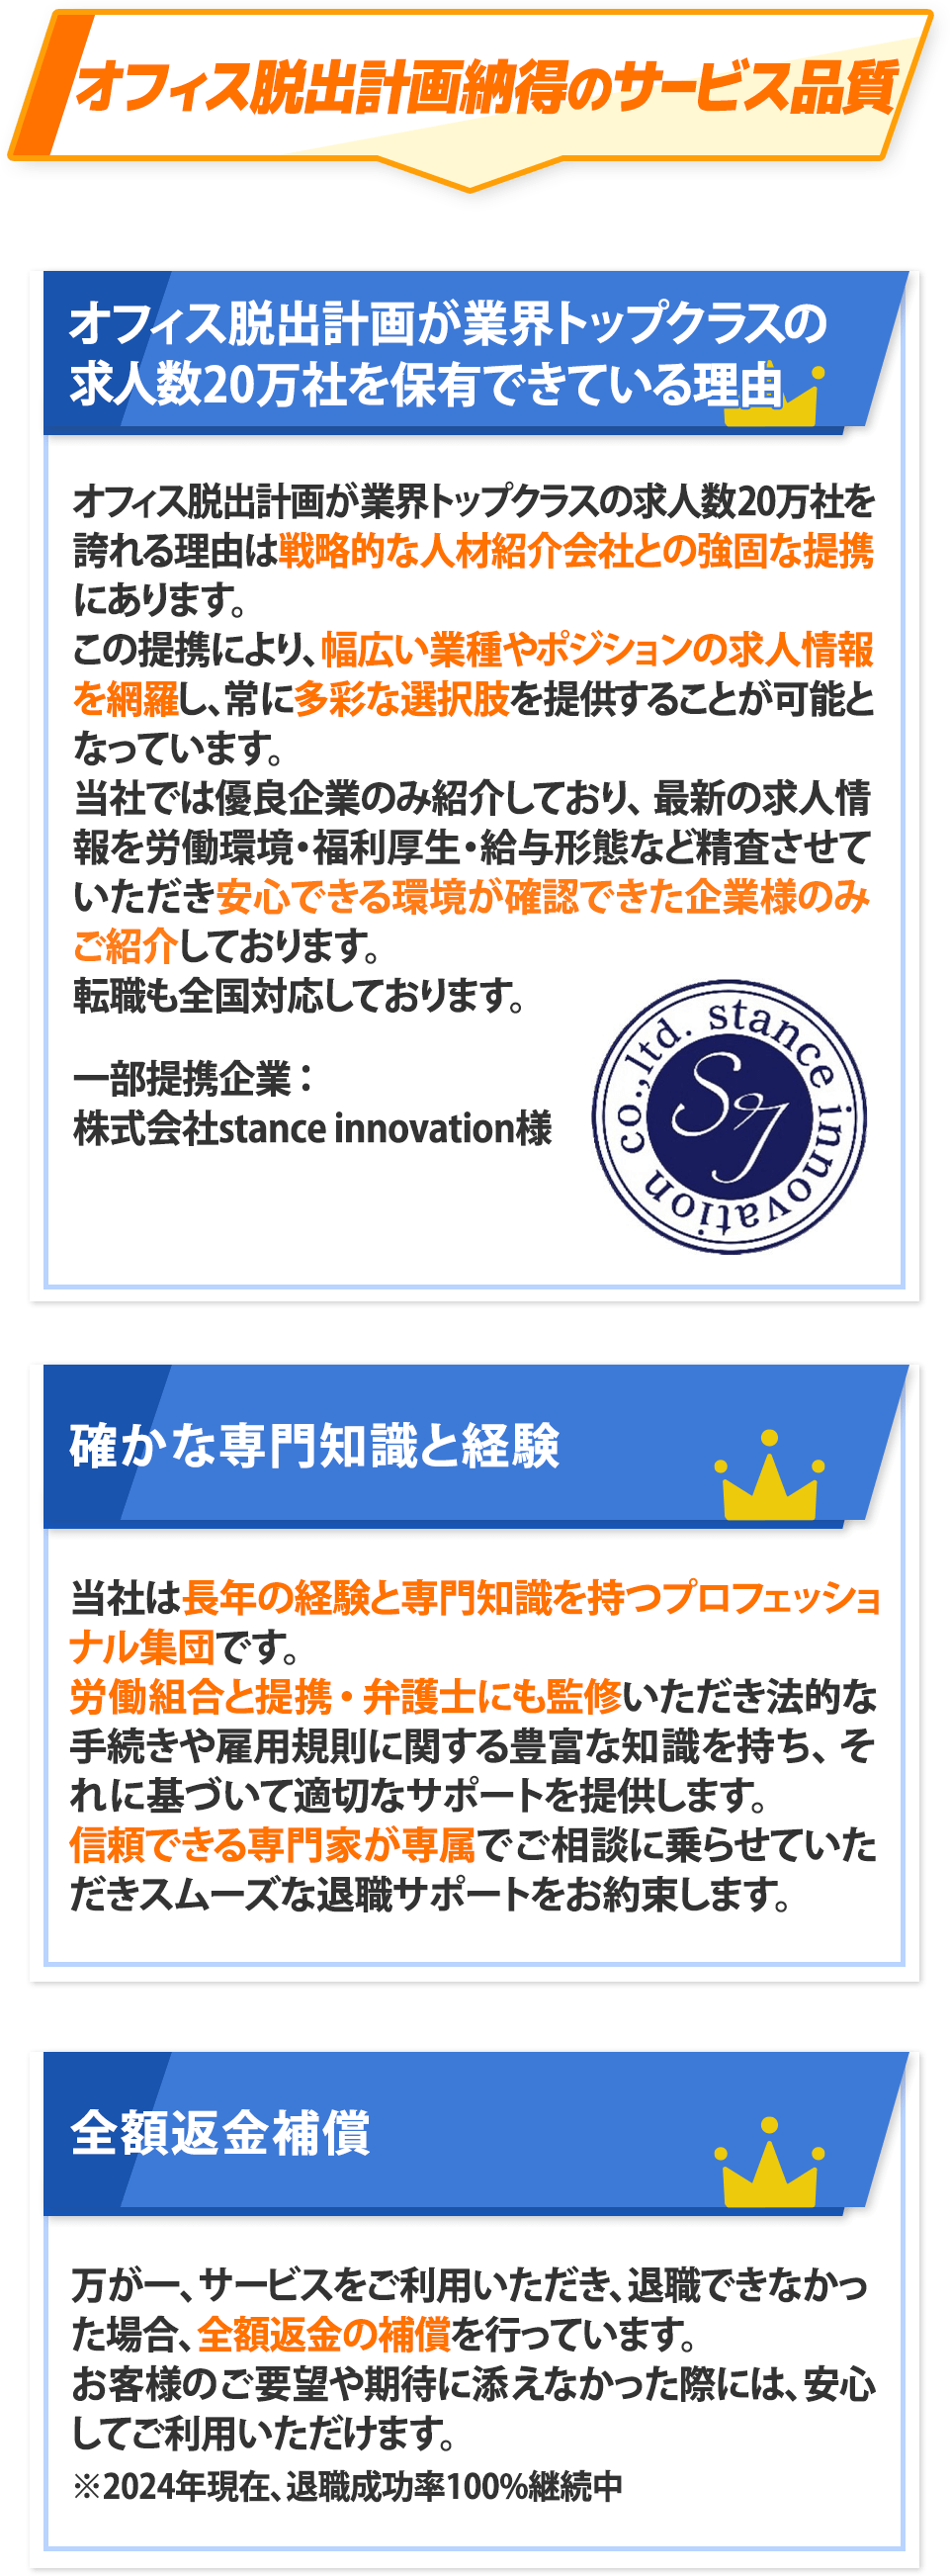 オフィス脱出計画納得のサービス品質
オフィス脱出計画が業界トップクラスの
求人数20万社を保有できている理由
オフィス脱出計画が業界トップクラスの求人数20万社を
誇れる理由は戦略的な人材紹介会社との強固な提携
にあります。
この提携により、幅広い業種やポジションの求人情報
を網羅し、常に多彩な選択肢を提供することが可能と
なっています。
当社では優良企業のみ紹介しており、最新の求人情
報を労働環境・福利厚生・給与形態など精査させて
いただき安心できる環境が確認できた企業様のみ
ご紹介しております。
転職も全国対応しております。
一部提携企業：
株式会社stance innovation様
co.,ltd. stance innovation
確かな専門知識と経験
当社は長年の経験と専門知識を持つプロフェッショ
ナル集団です。
労働組合と提携・弁護士にも監修いただき法的な
手続きや雇用規則に関する豊富な知識を持ち、そ
れに基づいて適切なサポートを提供します。
信頼できる専門家が専属でご相談に乗らせていた
だきスムーズな退職サポートをお約束します。
全額返金補償
万が一、サービスをご利用いただき、退職できなかっ
た場合、全額返金の補償を行っています。
お客様のご要望や期待に添えなかった際には、安心
してご利用いただけます。
※2024年現在、退職成功率100%継続中